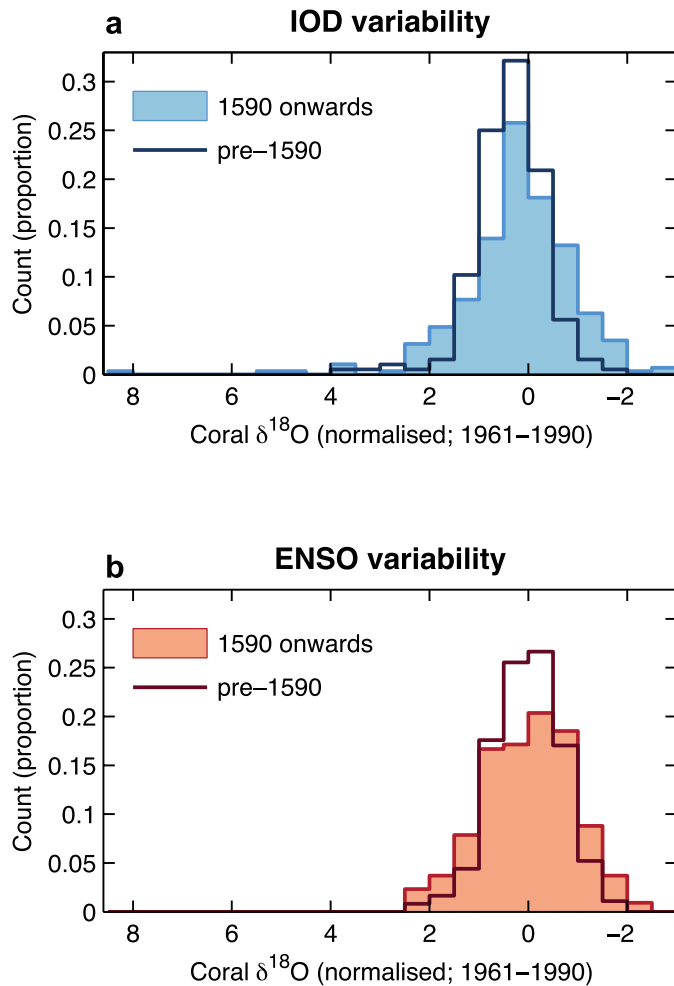 a
IOD variability
0.3
0.25
0.2
0.15
0.1
0.05
0
Count (proportion)
1590 onwards
pre−1590
8 6 4 2 0 −2
Coral δ¹⁸O (normalised; 1961−1990)
b
ENSO variability
0.3
0.25
0.2
0.15
0.1
0.05
0
Count (proportion)
1590 onwards
pre−1590
8 6 4 2 0 −2
Coral δ¹⁸O (normalised; 1961−1990)